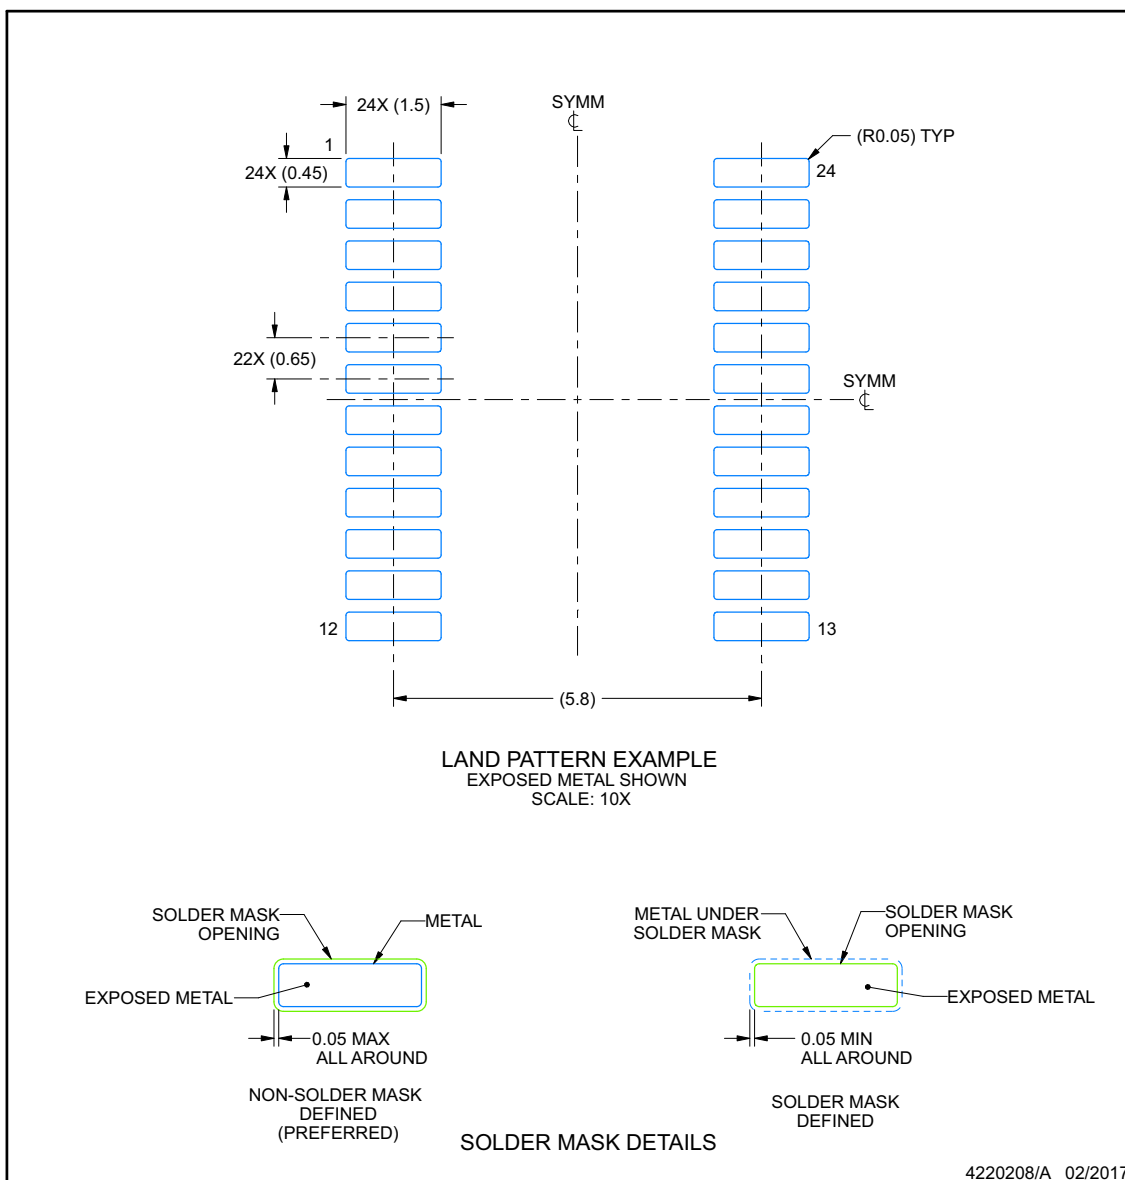 24X (1.5)
SYMM
℄
(R0.05) TYP
1
24
24X (0.45)
22X (0.65)
SYMM
℄
12
13
(5.8)
LAND PATTERN EXAMPLE
EXPOSED METAL SHOWN
SCALE: 10X
SOLDER MASK
OPENING
METAL
EXPOSED METAL
0.05 MAX
ALL AROUND
NON-SOLDER MASK
DEFINED
(PREFERRED)
METAL UNDER
SOLDER MASK
SOLDER MASK
OPENING
EXPOSED METAL
0.05 MIN
ALL AROUND
SOLDER MASK
DEFINED
SOLDER MASK DETAILS
4220208/A 02/2017